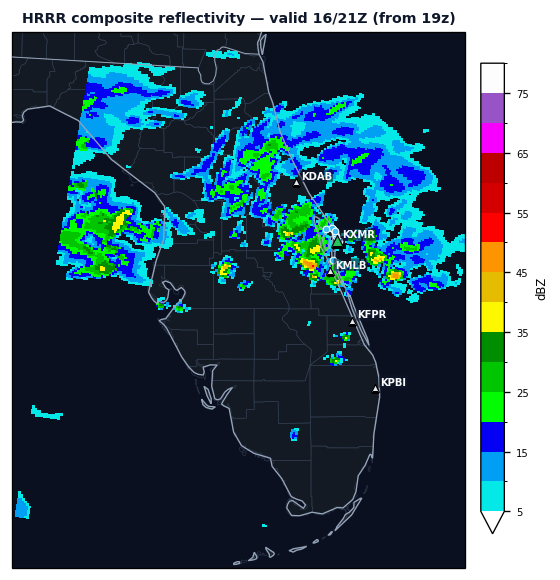 HRRR composite reflectivity — valid 16/21Z (from 19z)
KDAB
KXMR
KMLB
KFPR
KPBI
75
65
55
45
35
25
15
5
dBZ